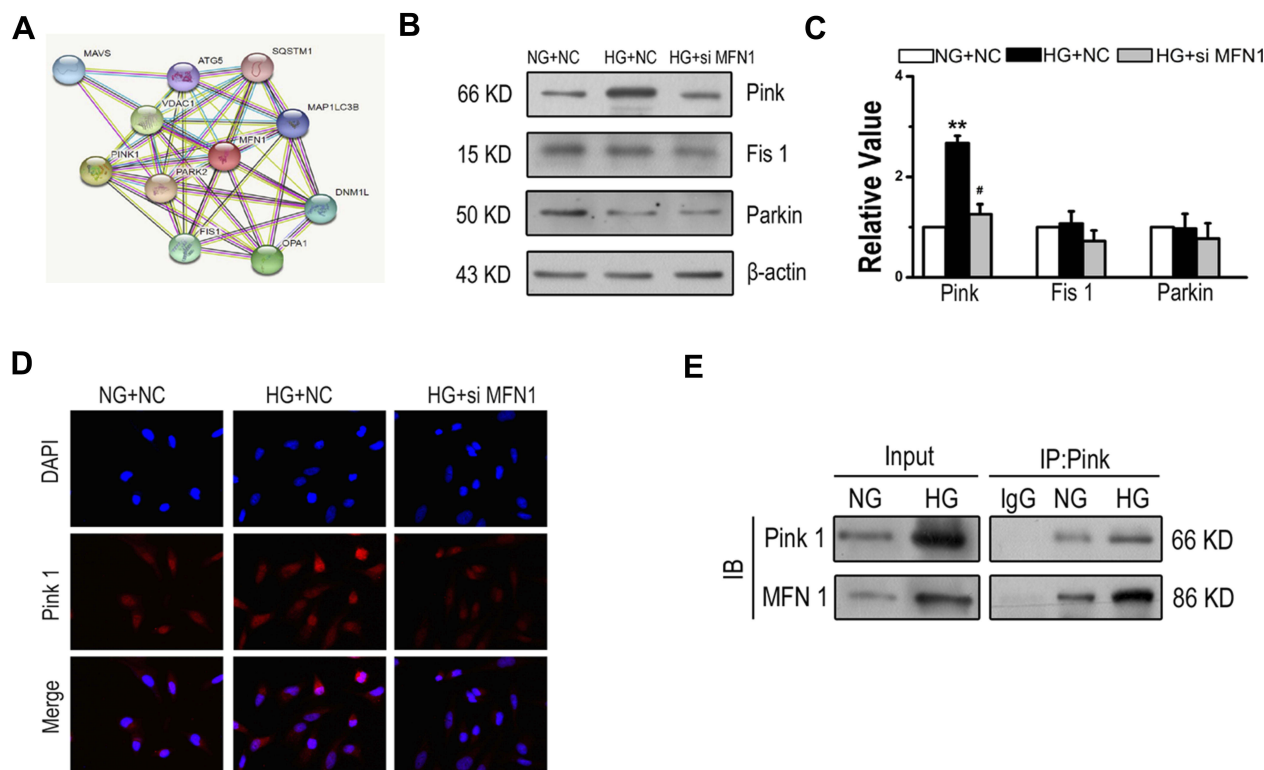 A
MAVS
ATG5
SQSTM1
VDAC1
MAP1LC3B
MFN1
PINK1
PARK2
DNM1L
FIS1
OPA1
B
NG+NC HG+NC HG+si MFN1
66 KD Pink
15 KD Fis 1
50 KD Parkin
43 KD β-actin
C
NG+NC HG+NC HG+si MFN1
Relative Value
4
2
0
**
#
Pink Fis 1 Parkin
D
NG+NC HG+NC HG+si MFN1
DAPI
Pink 1
Merge
E
Input IP:Pink
NG HG IgG NG HG
IB
Pink 1 66 KD
MFN 1 86 KD